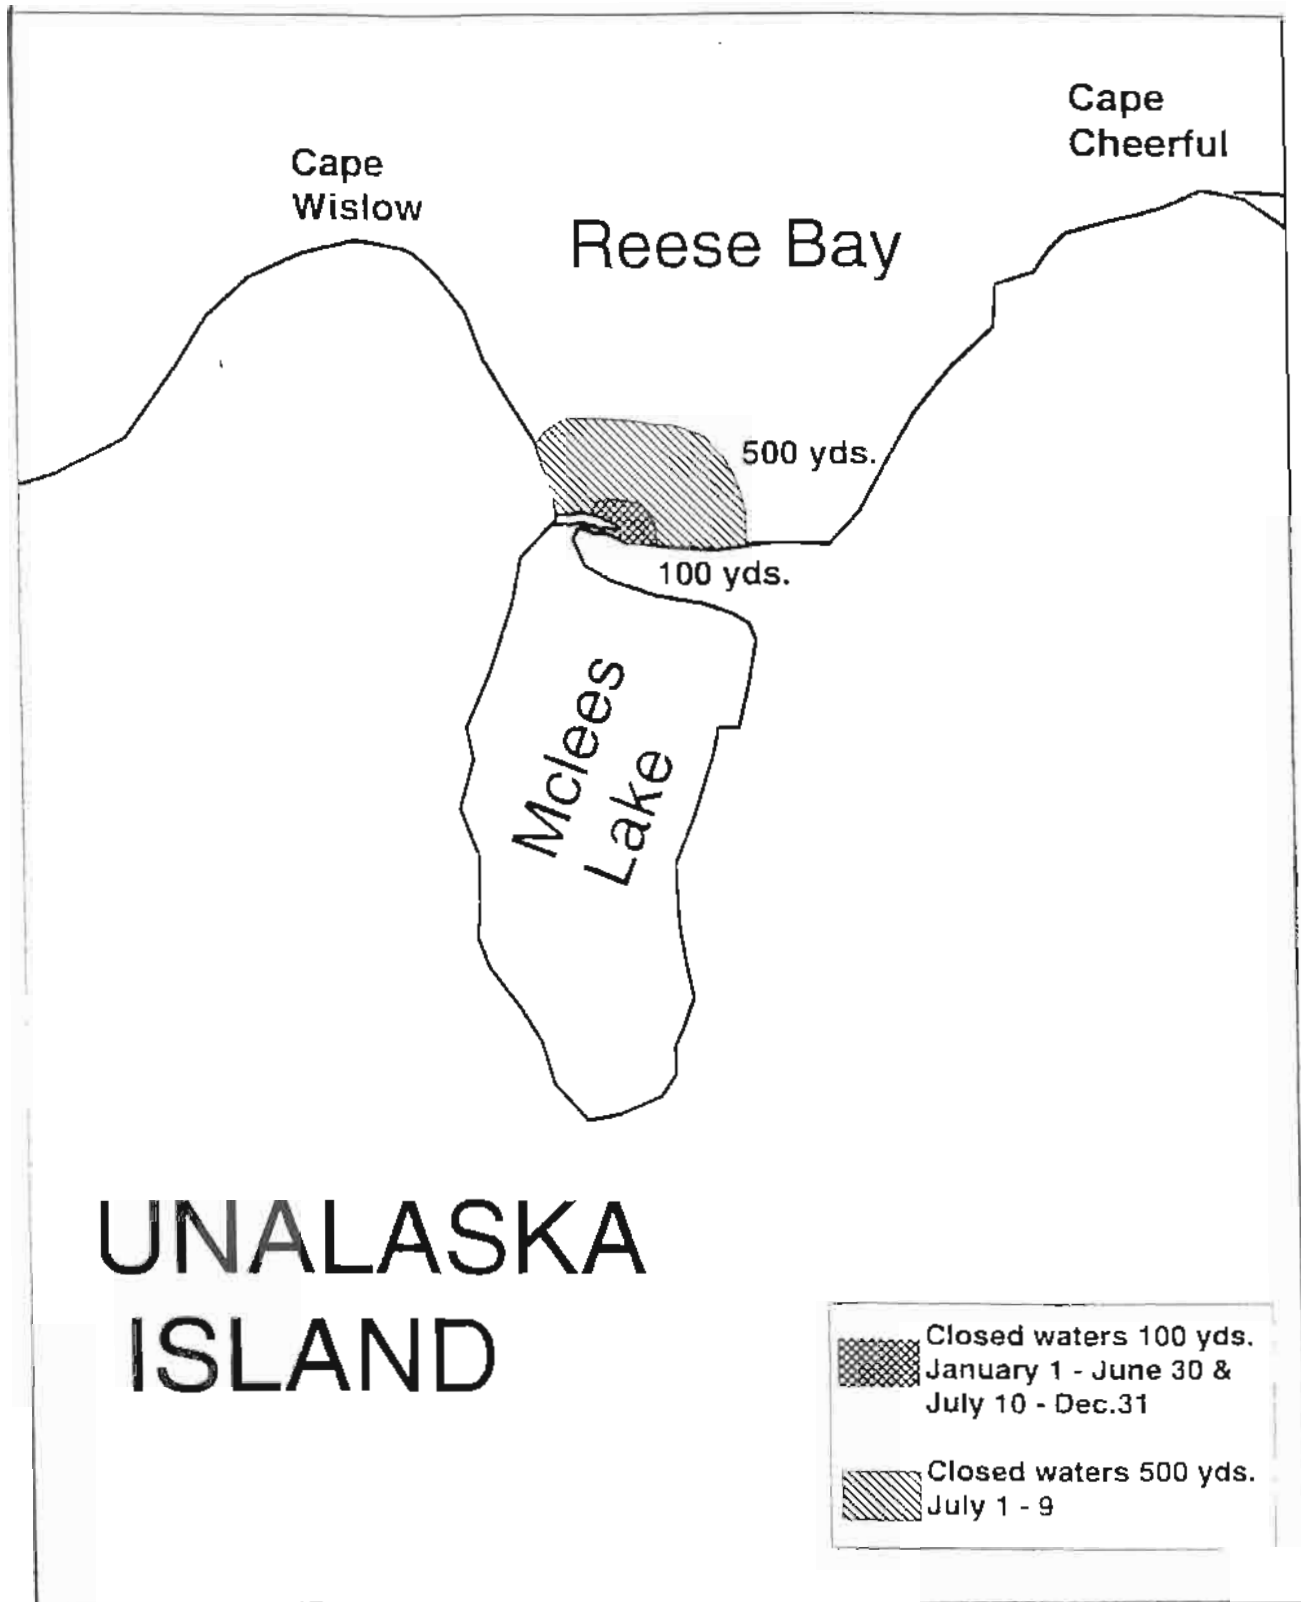 Cape
Cheerful
Cape
Wislow
Reese Bay
500 yds.
100 yds.
Mclees
Lake
UNALASKA
ISLAND
Closed waters 100 yds.
January 1 - June 30 &
July 10 - Dec.31
Closed waters 500 yds.
July 1 - 9